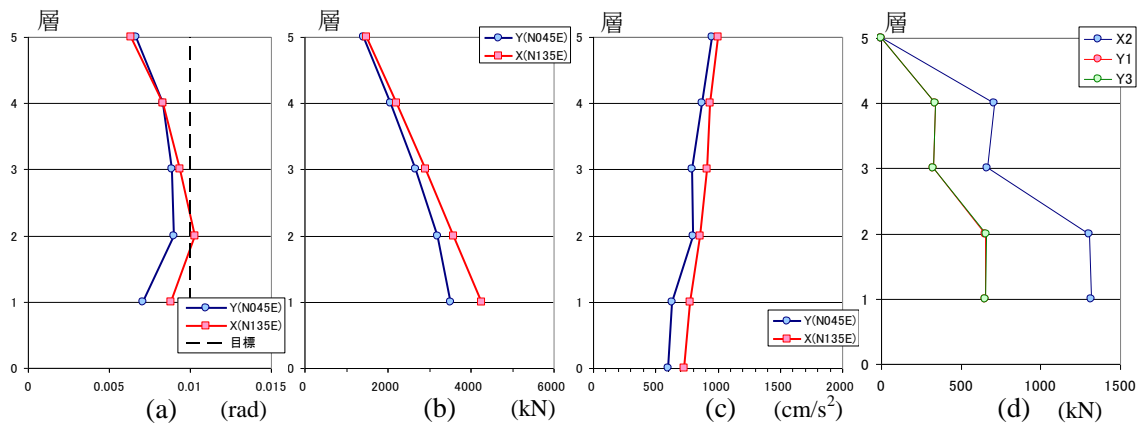 層
5
4
3
2
1
0
0
0.005
0.01
0.015
Y(N045E)
X(N135E)
目標
(a)
(rad)
層
5
4
3
2
1
0
0
2000
4000
6000
Y(N045E)
X(N135E)
(b)
(kN)
層
5
4
3
2
1
0
0
500
1000
1500
2000
Y(N045E)
X(N135E)
(c)
(cm/s²)
層
5
4
3
2
1
0
0
500
1000
1500
X2
Y1
Y3
(d)
(kN)